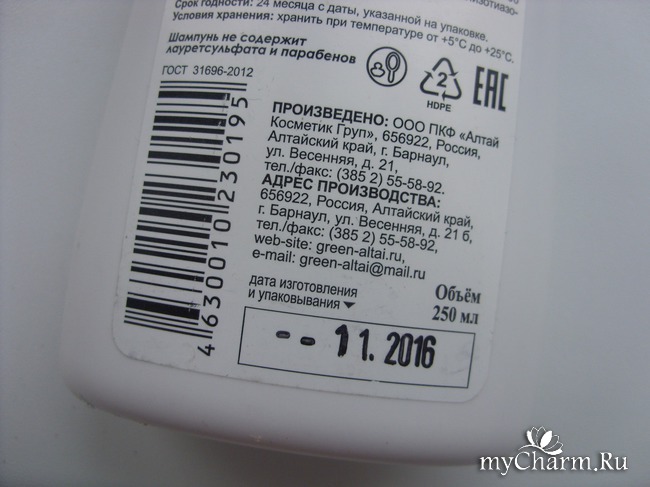 Срок годности: 24 месяца с даты, указанной на упаковке.
Условия хранения: хранить при температуре от +5°С до +25°С.
Шампунь не содержит
лауретсульфата и парабенов
ГОСТ 31696-2012
2
HDPE
EAC
ПРОИЗВЕДЕНО: ООО ПКФ «Алтай
Косметик Груп», 656922, Россия,
Алтайский край, г. Барнаул,
ул. Весенняя, д. 21,
тел./факс: (385 2) 55-58-92.
АДРЕС ПРОИЗВОДСТВА:
656922, Россия, Алтайский край,
г. Барнаул, ул. Весенняя, д. 21 б,
тел./факс: (385 2) 55-58-92,
web-site: green-altai.ru,
e-mail: green-altai@mail.ru
дата изготовления
и упаковывания
Объём
250 мл
-- 11. 2016
4 630010 230195
myCharm.Ru